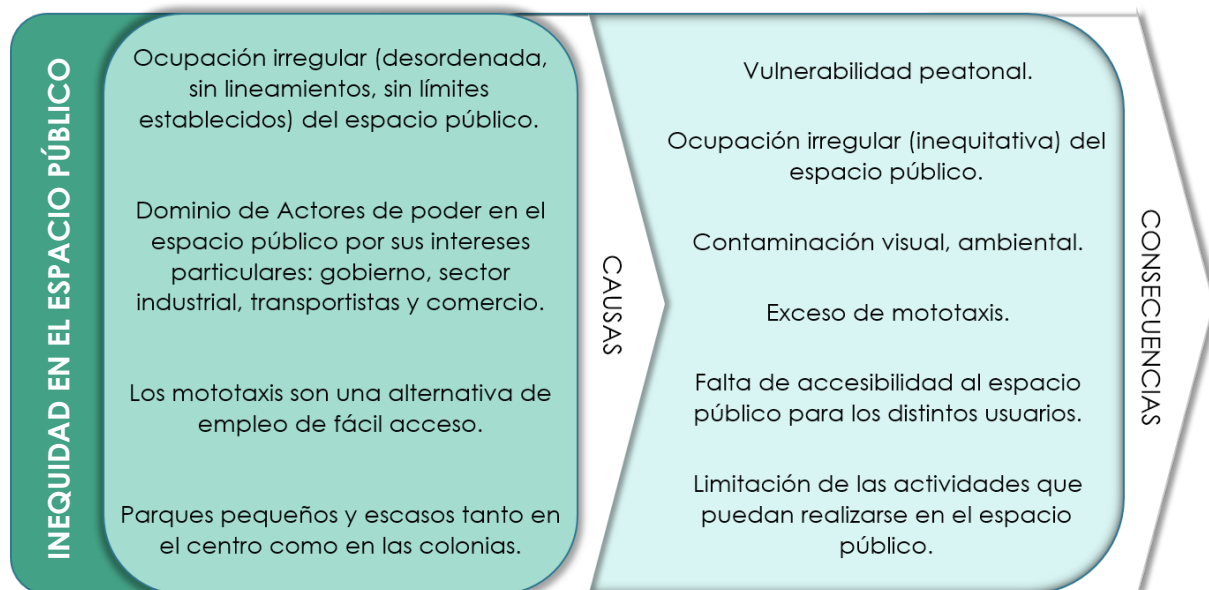 INEQUIDAD EN EL ESPACIO PÚBLICO
Ocupación irregular (desordenada,
sin lineamientos, sin límites
establecidos) del espacio público.
Dominio de Actores de poder en el
espacio público por sus intereses
particulares: gobierno, sector
industrial, transportistas y comercio.
Los mototaxis son una alternativa de
empleo de fácil acceso.
Parques pequeños y escasos tanto en
el centro como en las colonias.
CAUSAS
Vulnerabilidad peatonal.
Ocupación irregular (inequitativa) del
espacio público.
Contaminación visual, ambiental.
Exceso de mototaxis.
Falta de accesibilidad al espacio
público para los distintos usuarios.
Limitación de las actividades que
puedan realizarse en el espacio
público.
CONSECUENCIAS